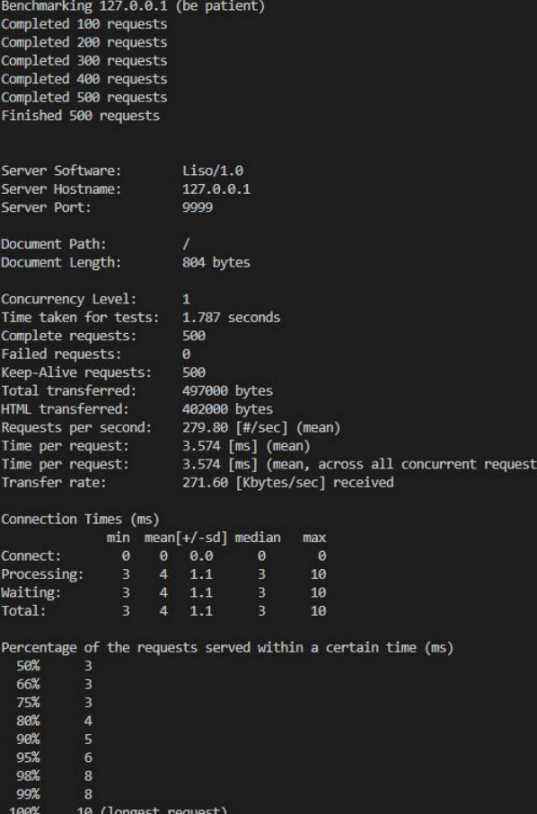 Benchmarking 127.0.0.1 (be patient)
Completed 100 requests
Completed 200 requests
Completed 300 requests
Completed 400 requests
Completed 500 requests
Finished 500 requests
Server Software: Liso/1.0
Server Hostname: 127.0.0.1
Server Port: 9999
Document Path: /
Document Length: 804 bytes
Concurrency Level: 1
Time taken for tests: 1.787 seconds
Complete requests: 500
Failed requests: 0
Keep-Alive requests: 500
Total transferred: 497000 bytes
HTML transferred: 402000 bytes
Requests per second: 279.80 [#/sec] (mean)
Time per request: 3.574 [ms] (mean)
Time per request: 3.574 [ms] (mean, across all concurrent request
Transfer rate: 271.60 [Kbytes/sec] received
Connection Times (ms)
min mean[+/-sd] median max
Connect: 0 0 0.0 0 0
Processing: 3 4 1.1 3 10
Waiting: 3 4 1.1 3 10
Total: 3 4 1.1 3 10
Percentage of the requests served within a certain time (ms)
50% 3
66% 3
75% 3
80% 4
90% 5
95% 6
98% 8
99% 8
100% 10 (longest request)